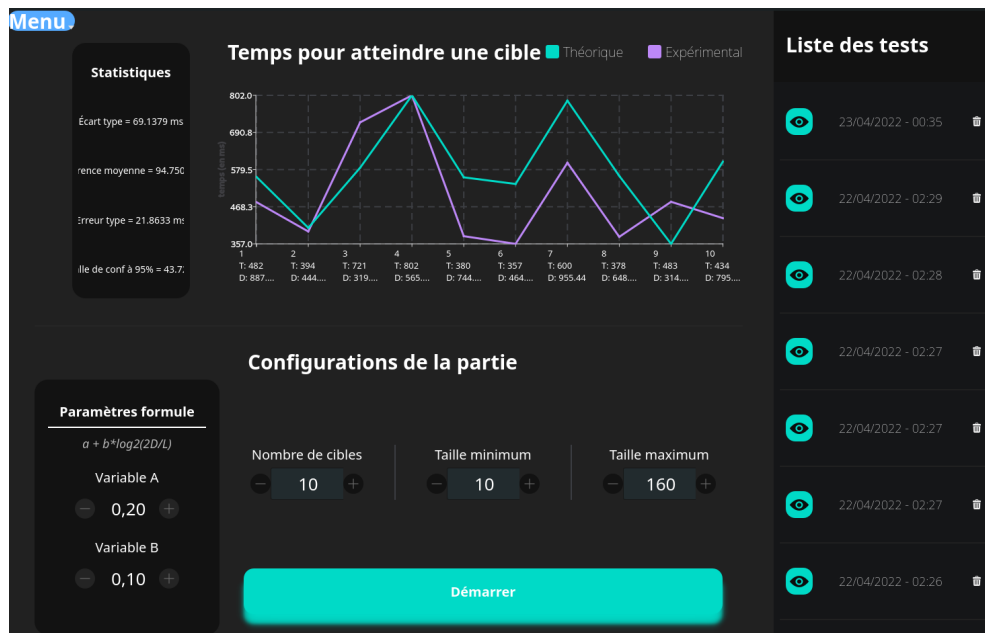 Menu.
Statistiques
Écart type = 69.1379 ms
rence moyenne = 94.750
Erreur type = 21.8633 ms
lle de conf à 95% = 43.7
Temps pour atteindre une cible
Théorique
Expérimental
temps (en ms)
802.0
690.8
579.5
468.3
357.0
1 2 3 4 5 6 7 8 9 10
T: 482 T: 394 T: 721 T: 802 T: 380 T: 357 T: 600 T: 378 T: 483 T: 434
D: 887.... D: 444.... D: 319.... D: 565.... D: 744.... D: 464.... D: 955.44 D: 648.... D: 314.... D: 795....
Configurations de la partie
Paramètres formule
a + b*log2(2D/L)
Variable A
− 0,20 +
Variable B
− 0,10 +
Nombre de cibles
− 10 +
Taille minimum
− 10 +
Taille maximum
− 160 +
Démarrer
Liste des tests
23/04/2022 - 00:35
22/04/2022 - 02:29
22/04/2022 - 02:28
22/04/2022 - 02:27
22/04/2022 - 02:27
22/04/2022 - 02:27
22/04/2022 - 02:26